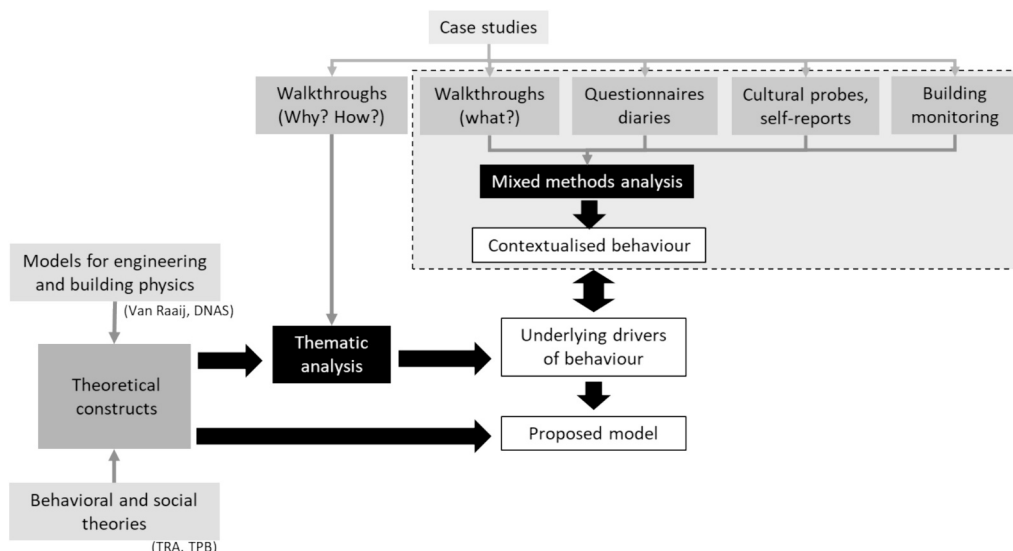 Case studies
Walkthroughs
(Why? How?)
Walkthroughs
(what?)
Questionnaires
diaries
Cultural probes,
self-reports
Building
monitoring
Mixed methods analysis
Contextualised behaviour
Models for engineering
and building physics
(Van Raaij, DNAS)
Theoretical
constructs
Thematic
analysis
Underlying drivers
of behaviour
Proposed model
Behavioral and social
theories
(TRA, TPB)